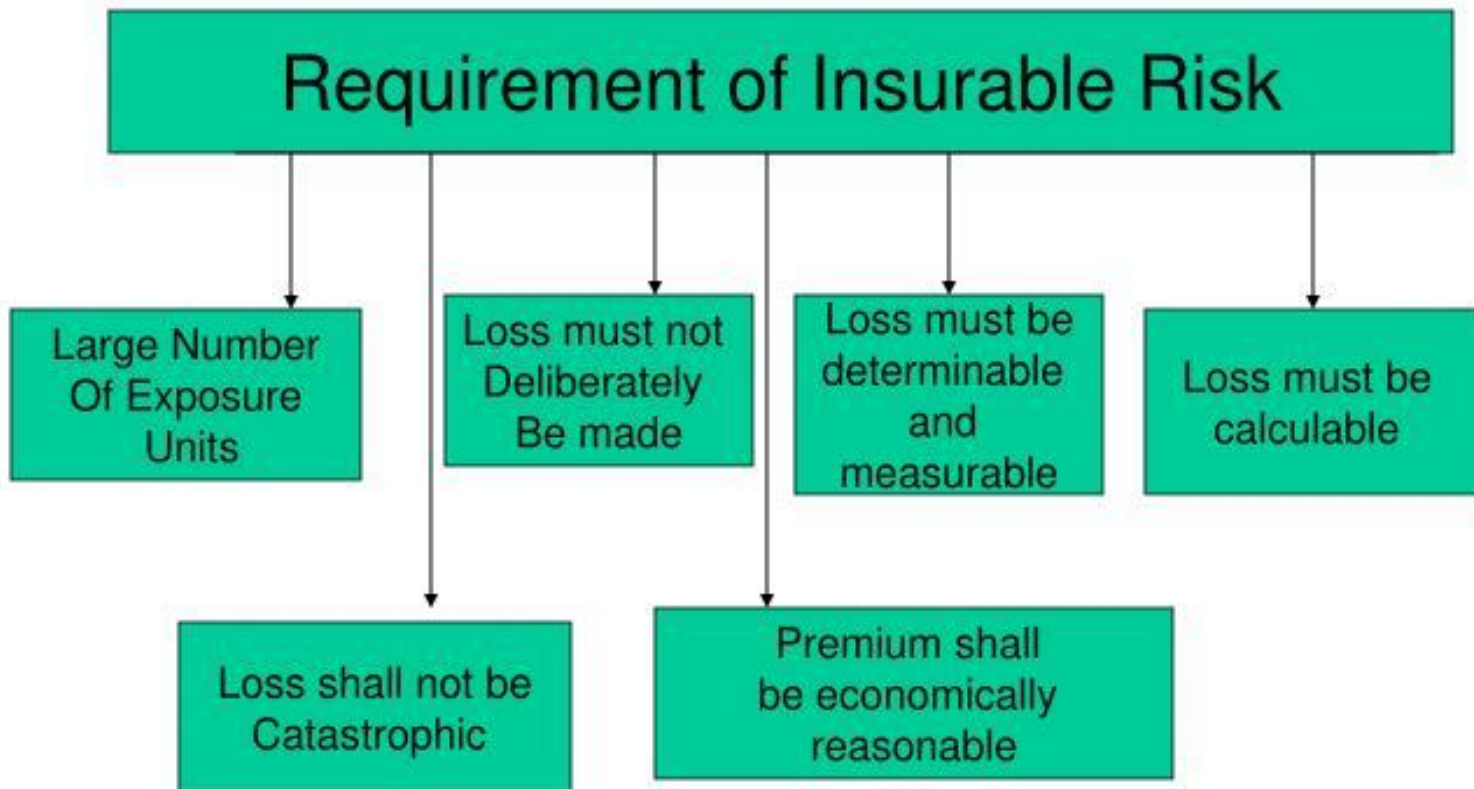 Requirement of Insurable Risk
Large Number
Of Exposure
Units
Loss must not
Deliberately
Be made
Loss must be
determinable
and
measurable
Loss must be
calculable
Loss shall not be
Catastrophic
Premium shall
be economically
reasonable